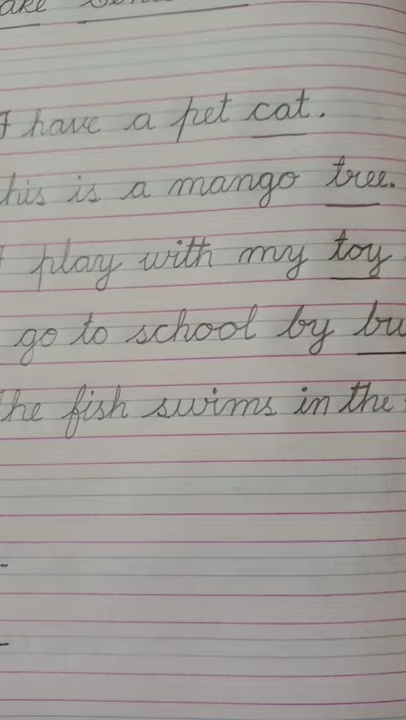 I have a pet cat.
his is a mango tree.
I play with my toy
go to school by bu
he fish swims in the